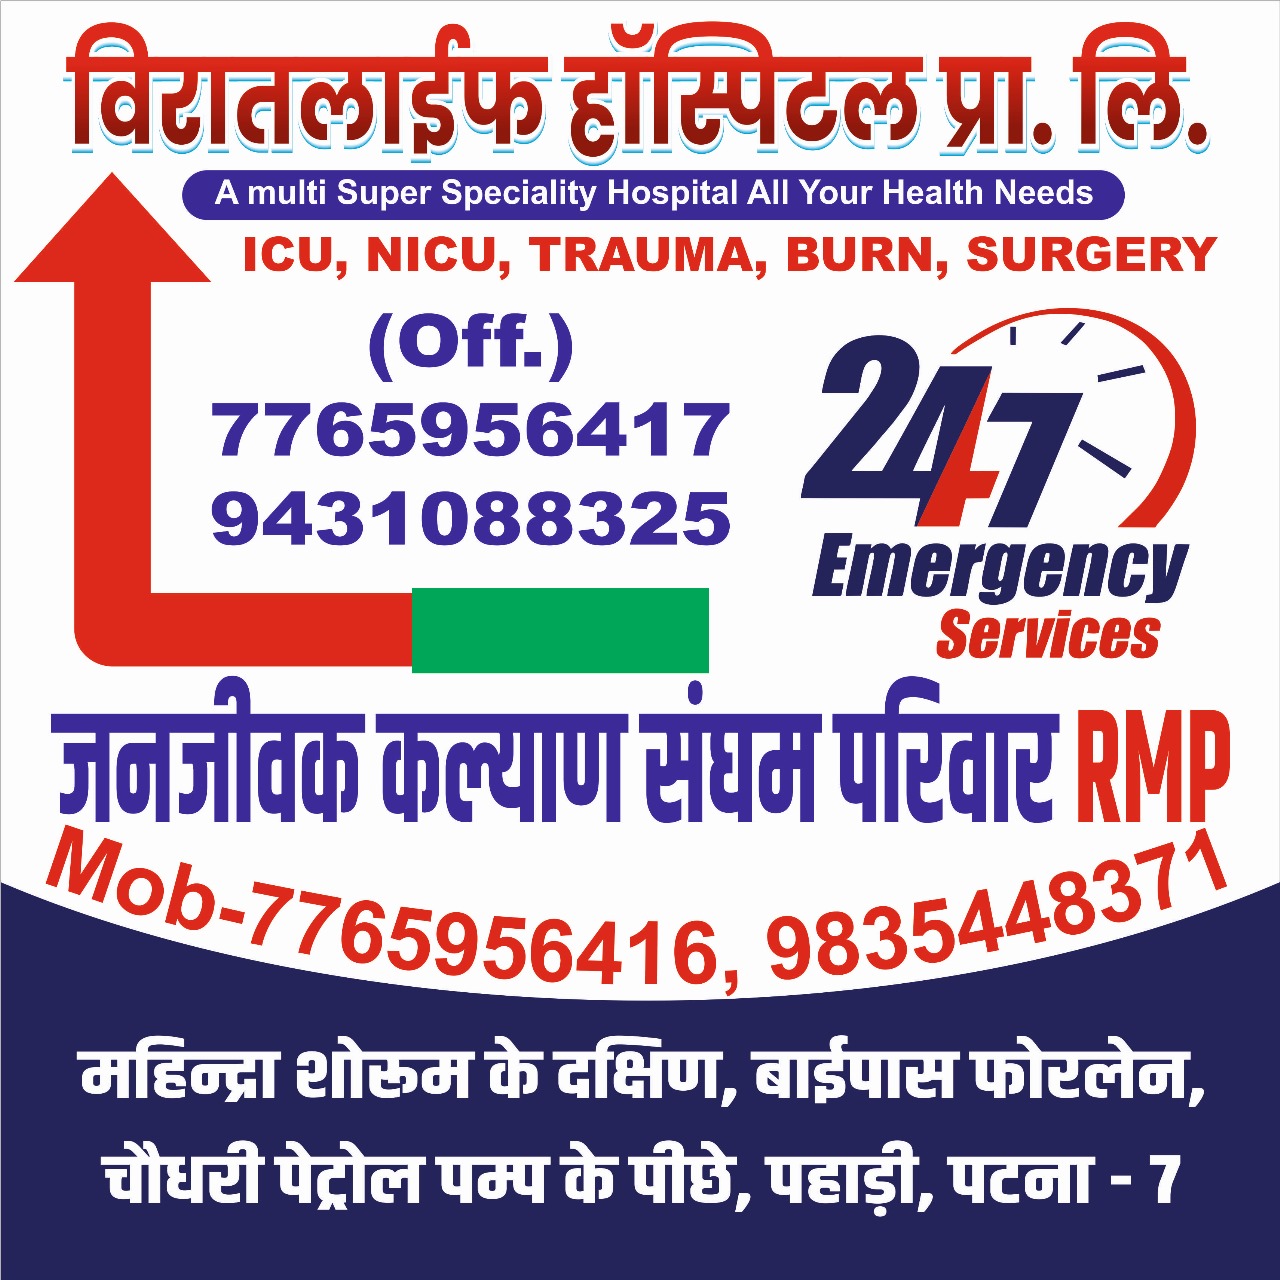 विरातलाईफ हॉस्पिटल प्रा. लि.
A multi Super Speciality Hospital All Your Health Needs
ICU, NICU, TRAUMA, BURN, SURGERY
(Off.)
7765956417
9431088325
247
Emergency
Services
जनजीवक कल्याण संघम परिवार RMP
Mob-7765956416, 9835448371
महिन्द्रा शोरूम के दक्षिण, बाईपास फोरलेन,
चौधरी पेट्रोल पम्प के पीछे, पहाड़ी, पटना - 7